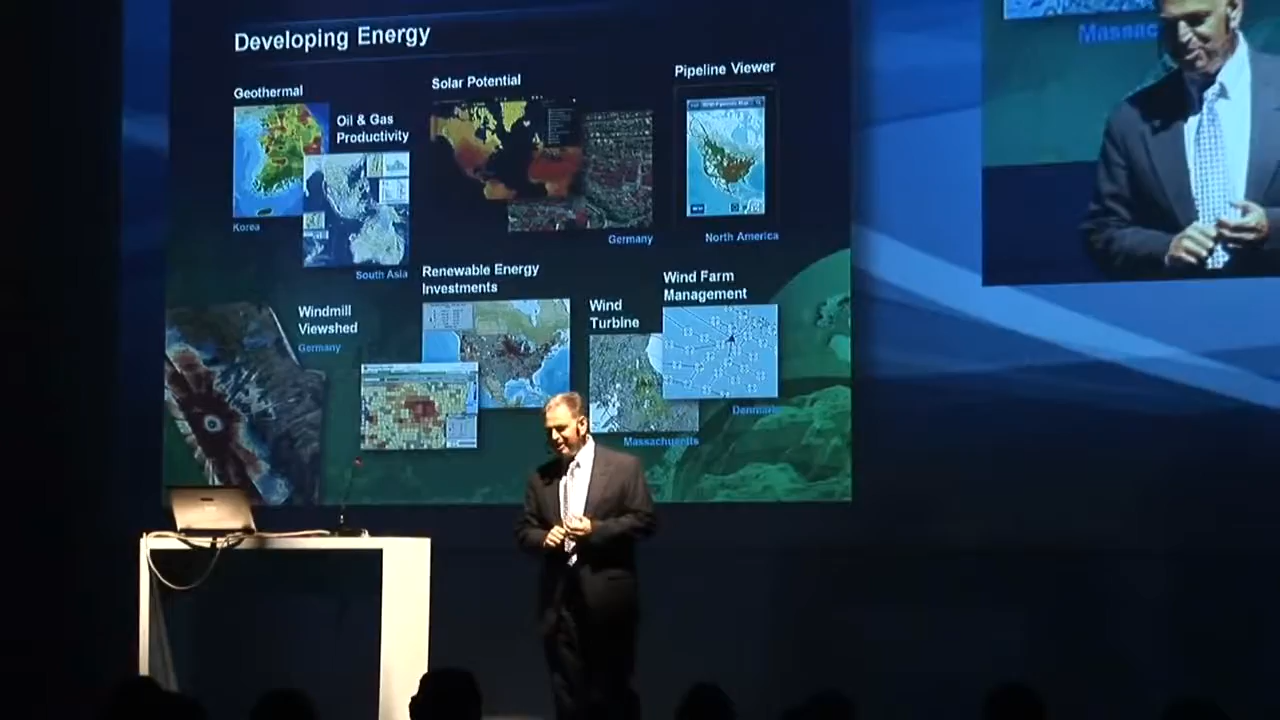 Developing Energy
Geothermal
Korea
Oil & Gas
Productivity
South Asia
Solar Potential
Germany
Pipeline Viewer
North America
Windmill
Viewshed
Germany
Renewable Energy
Investments
Wind
Turbine
Massachusetts
Wind Farm
Management
Denmark
Massac